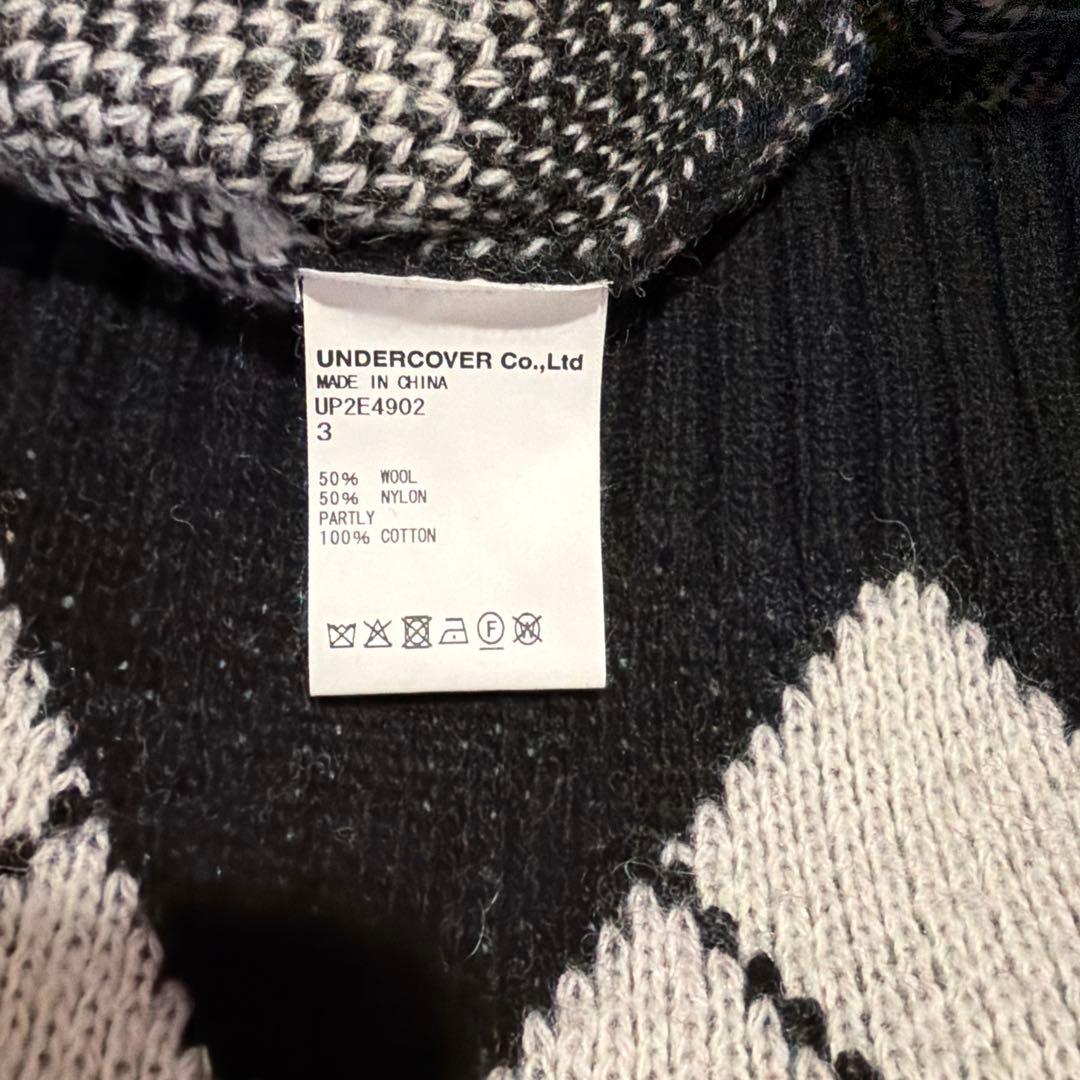 UNDERCOVER Co.,Ltd
MADE IN CHINA
UP2E4902
3
50% WOOL
50% NYLON
PARTLY
100% COTTON
F W